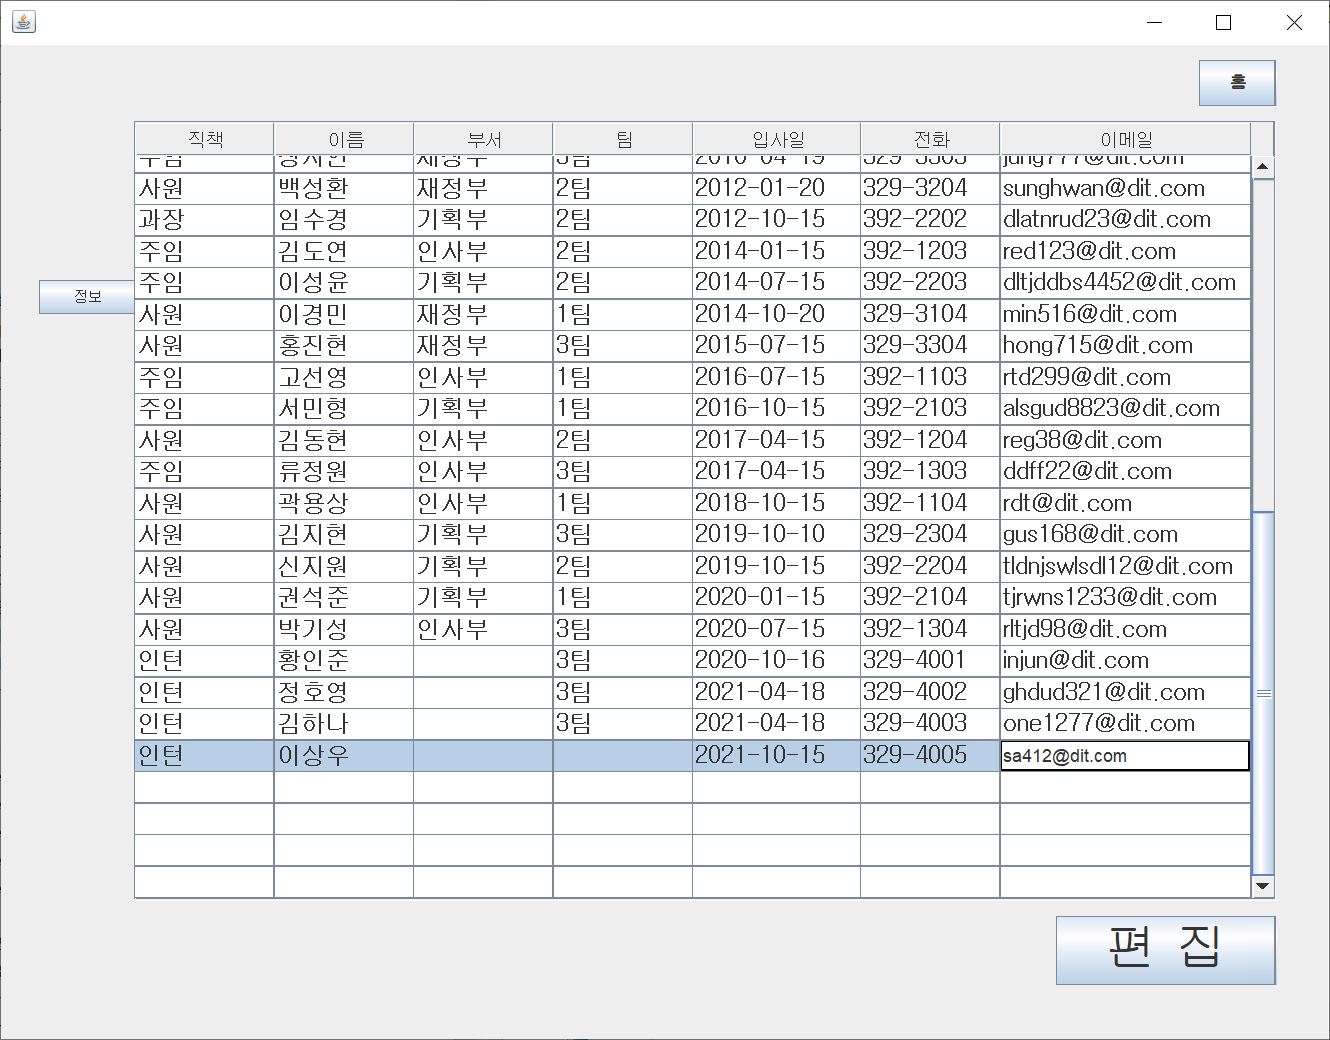 홈
직책 이름 부서 팀 입사일 전화 이메일
3팀 2010-04-19 329-3303 jung777@dit.com
사원 백성환 재정부 2팀 2012-01-20 329-3204 sunghwan@dit.com
과장 임수경 기획부 2팀 2012-10-15 392-2202 dlatnrud23@dit.com
주임 김도연 인사부 2팀 2014-01-15 392-1203 red123@dit.com
정보
주임 이성윤 기획부 2팀 2014-07-15 392-2203 dltjddbs4452@dit.com
사원 이경민 재정부 1팀 2014-10-20 329-3104 min516@dit.com
사원 홍진현 재정부 3팀 2015-07-15 329-3304 hong715@dit.com
주임 고선영 인사부 1팀 2016-07-15 392-1103 rtd299@dit.com
주임 서민형 기획부 1팀 2016-10-15 392-2103 alsgud8823@dit.com
사원 김동현 인사부 2팀 2017-04-15 392-1204 reg38@dit.com
주임 류정원 인사부 3팀 2017-04-15 392-1303 ddff22@dit.com
사원 곽용상 인사부 1팀 2018-10-15 392-1104 rdt@dit.com
사원 김지현 기획부 3팀 2019-10-10 329-2304 gus168@dit.com
사원 신지원 기획부 2팀 2019-10-15 392-2204 tldnjswlsdl12@dit.com
사원 권석준 기획부 1팀 2020-01-15 392-2104 tjrwns1233@dit.com
사원 박기성 인사부 3팀 2020-07-15 392-1304 rltjd98@dit.com
인턴 황인준 3팀 2020-10-16 329-4001 injun@dit.com
인턴 정호영 3팀 2021-04-18 329-4002 ghdud321@dit.com
인턴 김하나 3팀 2021-04-18 329-4003 one1277@dit.com
인턴 이상우 2021-10-15 329-4005 sa412@dit.com
편 집